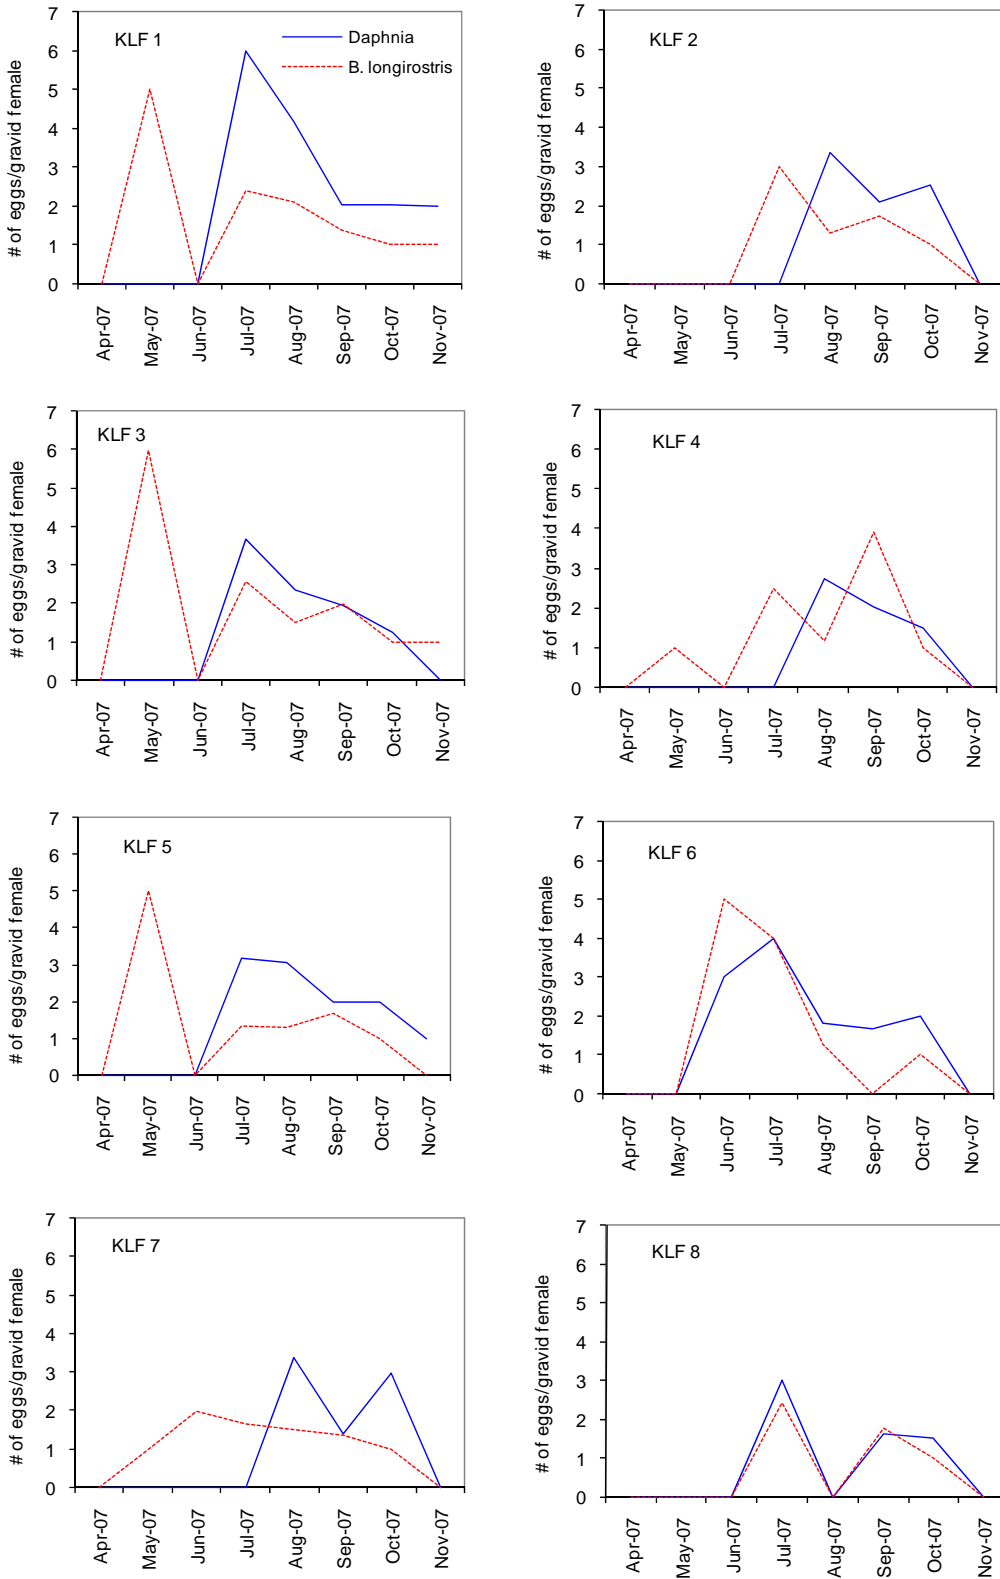 KLF 1
Daphnia
B. longirostris
# of eggs/gravid female
7
6
5
4
3
2
1
0
Apr-07
May-07
Jun-07
Jul-07
Aug-07
Sep-07
Oct-07
Nov-07
KLF 2
# of eggs/gravid female
7
6
5
4
3
2
1
0
Apr-07
May-07
Jun-07
Jul-07
Aug-07
Sep-07
Oct-07
Nov-07
KLF 3
# of eggs/gravid female
7
6
5
4
3
2
1
0
Apr-07
May-07
Jun-07
Jul-07
Aug-07
Sep-07
Oct-07
Nov-07
KLF 4
# of eggs/gravid female
7
6
5
4
3
2
1
0
Apr-07
May-07
Jun-07
Jul-07
Aug-07
Sep-07
Oct-07
Nov-07
KLF 5
# of eggs/gravid female
7
6
5
4
3
2
1
0
Apr-07
May-07
Jun-07
Jul-07
Aug-07
Sep-07
Oct-07
Nov-07
KLF 6
# of eggs/gravid female
7
6
5
4
3
2
1
0
Apr-07
May-07
Jun-07
Jul-07
Aug-07
Sep-07
Oct-07
Nov-07
KLF 7
# of eggs/gravid female
7
6
5
4
3
2
1
0
Apr-07
May-07
Jun-07
Jul-07
Aug-07
Sep-07
Oct-07
Nov-07
KLF 8
# of eggs/gravid female
7
6
5
4
3
2
1
0
Apr-07
May-07
Jun-07
Jul-07
Aug-07
Sep-07
Oct-07
Nov-07